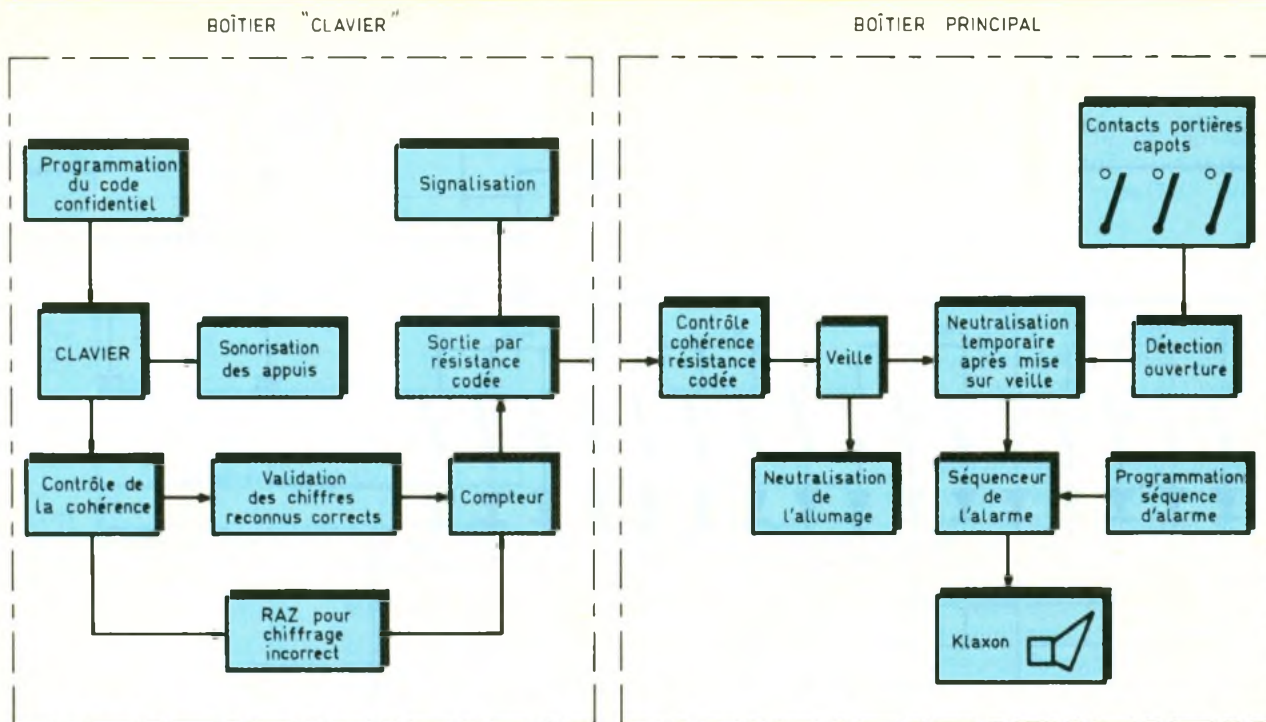 BOÎTIER "CLAVIER"
Programmation
du code
confidentiel
Signalisation
CLAVIER
Sonorisation
des appuis
Sortie par
résistance
codée
Contrôle de
la cohérence
Validation
des chiffres
reconnus corrects
Compteur
RAZ pour
chiffrage
incorrect
BOÎTIER PRINCIPAL
Contacts portières
capots
Contrôle
cohérence
résistance
codée
Veille
Neutralisation
temporaire
après mise
sur veille
Détection
ouverture
Neutralisation
de
l'allumage
Séquenceur
de
l'alarme
Programmation
séquence
d'alarme
Klaxon